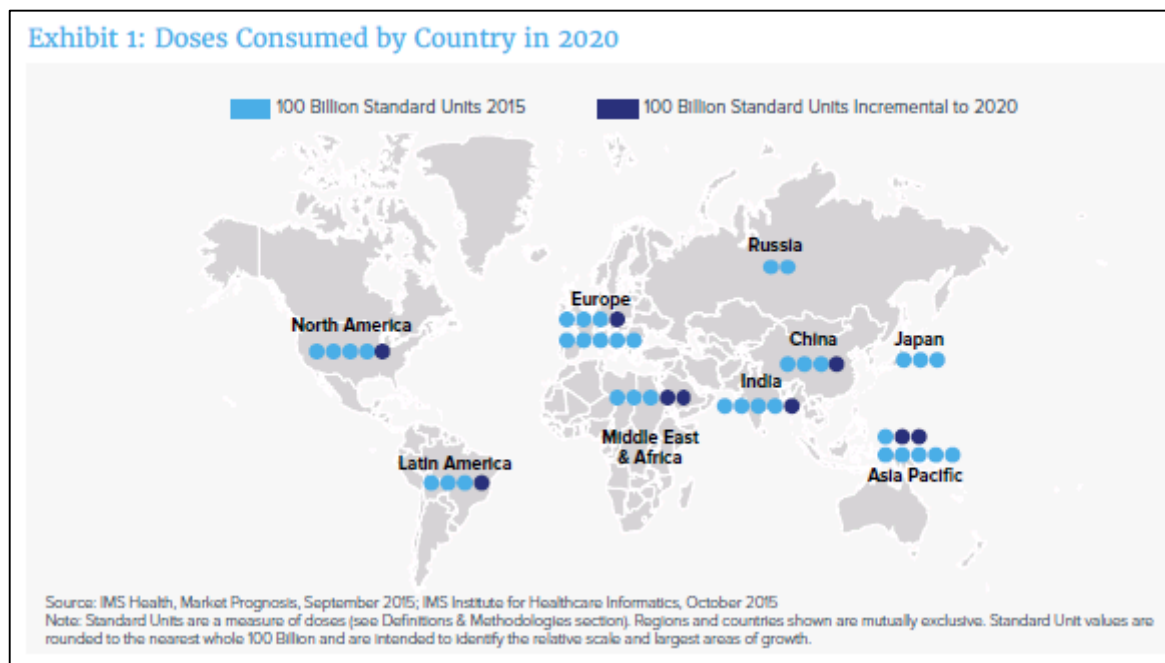 Exhibit 1: Doses Consumed by Country in 2020
100 Billion Standard Units 2015
100 Billion Standard Units Incremental to 2020
Russia
Europe
North America
China
Japan
India
Middle East
& Africa
Latin America
Asia Pacific
Source: IMS Health, Market Prognosis, September 2015; IMS Institute for Healthcare Informatics, October 2015
Note: Standard Units are a measure of doses (see Definitions & Methodologies section). Regions and countries shown are mutually exclusive. Standard Unit values are
rounded to the nearest whole 100 Billion and are intended to identify the relative scale and largest areas of growth.